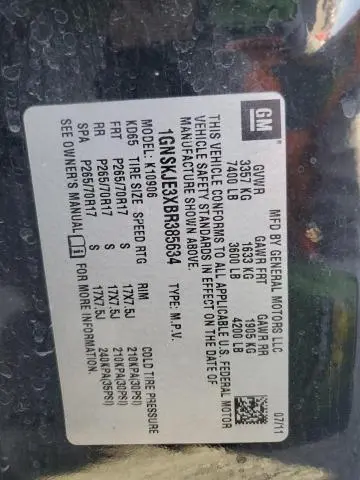 GM
MFD BY GENERAL MOTORS LLC
07/11
GVWR GAWR FRT GAWR RR
3357 KG 1633 KG 1905 KG
7400 LB 3600 LB 4200 LB
THIS VEHICLE CONFORMS TO ALL APPLICABLE U.S. FEDERAL MOTOR
VEHICLE SAFETY STANDARDS IN EFFECT ON THE DATE OF
MANUFACTURE SHOWN ABOVE.
1GNSKJE3XBR385634 TYPE: M.P.V.
MODEL: K10906
KD65 TIRE SIZE SPEED RTG RIM COLD TIRE PRESSURE
FRT P265/70R17 S 17X7.5J 210KPA(30PSI)
RR P265/70R17 S 17X7.5J 210KPA(30PSI)
SPA P265/70R17 S 17X7.5J 240KPA(35PSI)
SEE OWNER'S MANUAL FOR MORE INFORMATION